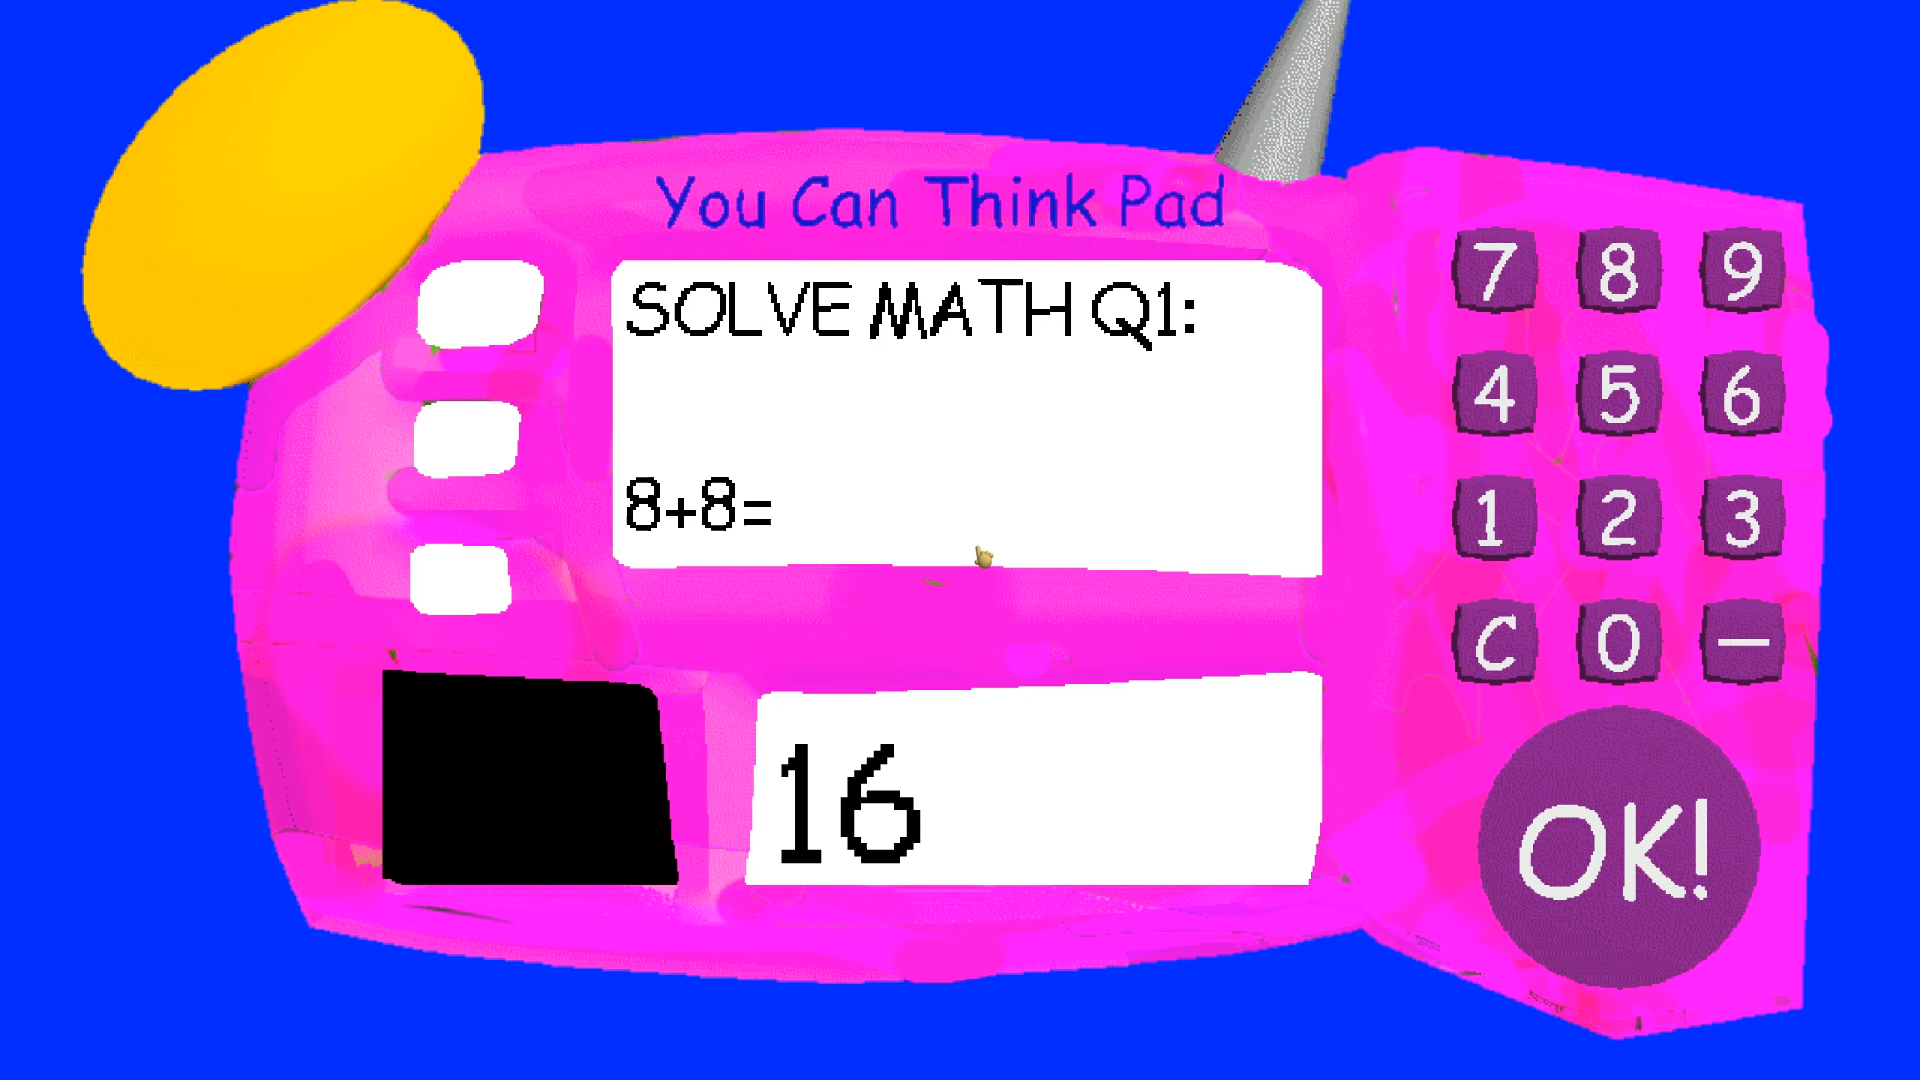 You Can Think Pad
SOLVE MATH Q1:
8+8=
16
7 8 9
4 5 6
1 2 3
C 0 —
OK!